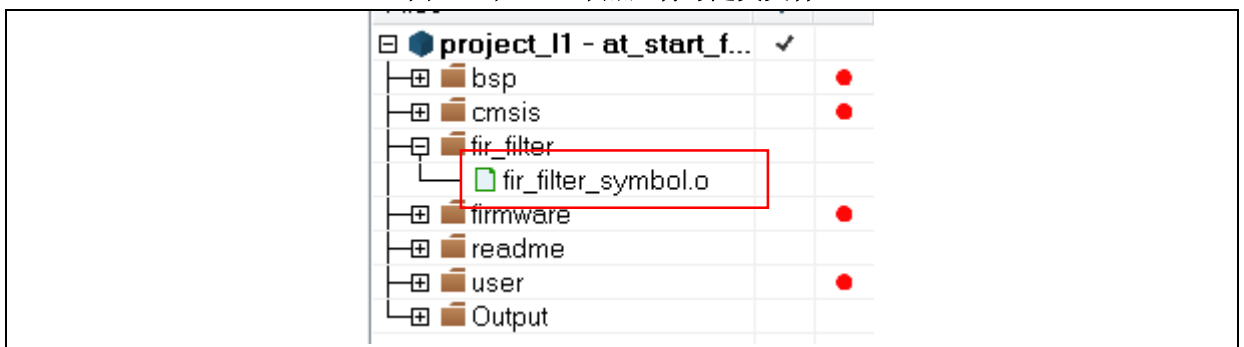 project_l1 - at_start_f...
bsp
cmsis
fir_filter
fir_filter_symbol.o
firmware
readme
user
Output